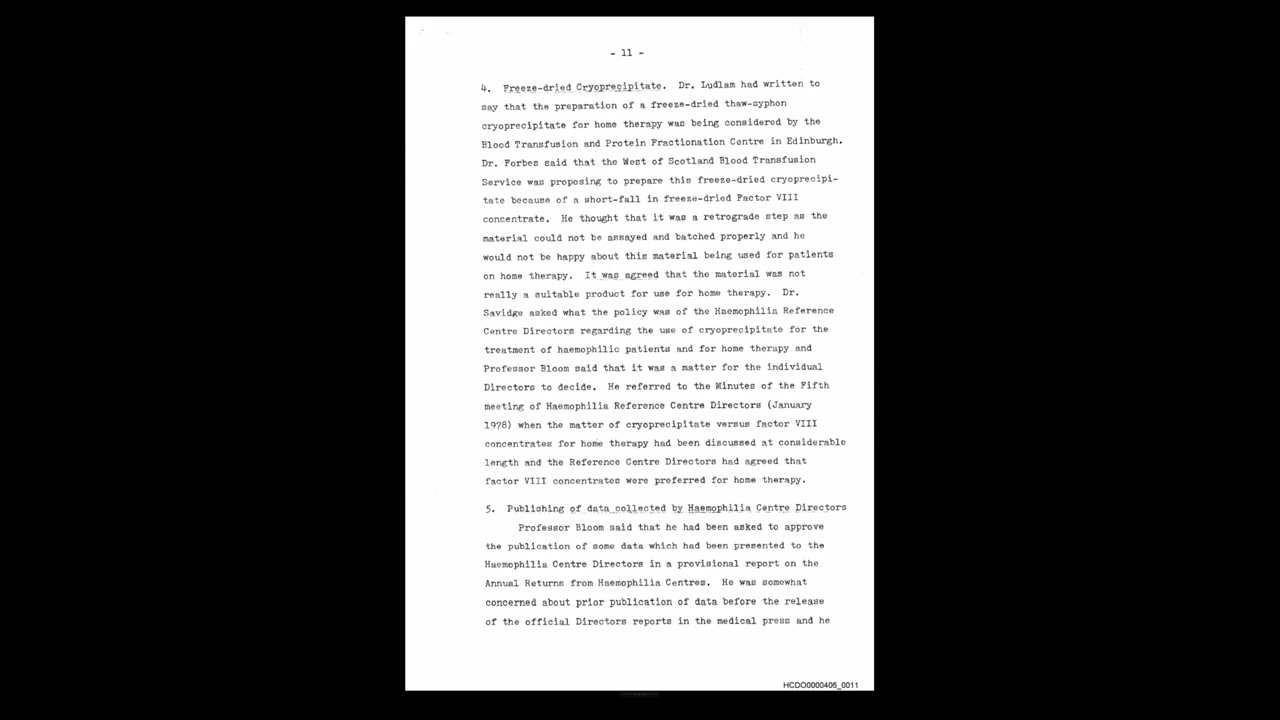 - 11 -
4. Freeze-dried Cryoprecipitate. Dr. Ludlam had written to
say that the preparation of a freeze-dried thaw-syphon
cryoprecipitate for home therapy was being considered by the
Blood Transfusion and Protein Fractionation Centre in Edinburgh.
Dr. Forbes said that the West of Scotland Blood Transfusion
Service was proposing to prepare this freeze-dried cryoprecipi-
tate because of a short-fall in freeze-dried Factor VIII
concentrate. He thought that it was a retrograde step as the
material could not be assayed and batched properly and he
would not be happy about this material being used for patients
on home therapy. It was agreed that the material was not
really a suitable product for use for home therapy. Dr.
Savidge asked what the policy was of the Haemophilia Reference
Centre Directors regarding the use of cryoprecipitate for the
treatment of haemophilic patients and for home therapy and
Professor Bloom said that it was a matter for the individual
Directors to decide. He referred to the Minutes of the Fifth
meeting of Haemophilia Reference Centre Directors (January
1978) when the matter of cryoprecipitate versus factor VIII
concentrates for home therapy had been discussed at considerable
length and the Reference Centre Directors had agreed that
factor VIII concentrates were preferred for home therapy.
5. Publishing of data collected by Haemophilia Centre Directors
Professor Bloom said that he had been asked to approve
the publication of some data which had been presented to the
Haemophilia Centre Directors in a provisional report on the
Annual Returns from Haemophilia Centres. He was somewhat
concerned about prior publication of data before the release
of the official Directors reports in the medical press and he
HCDO0000406_0011